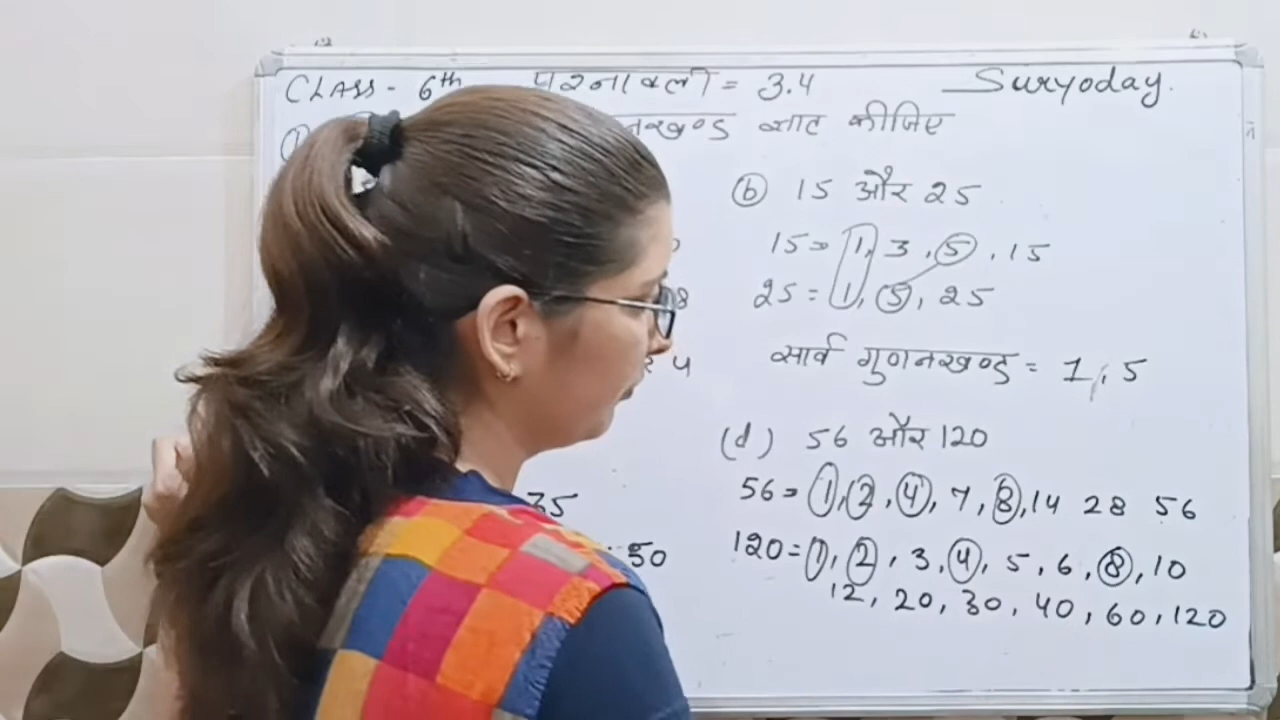 CLASS - 6th प्रश्नावली = 3.4 Suryoday.
ज्ञात कीजिए
(b) 15 और 25
15 = 1, 3, 5, 15
25 = 1, 5, 25
सार्व गुणनखण्ड = 1, 5
(d) 56 और 120
56 = 1, 2, 4, 7, 8, 14 28 56
35
120 = 1, 2, 3, 4, 5, 6, 8, 10
50
12, 20, 30, 40, 60, 120